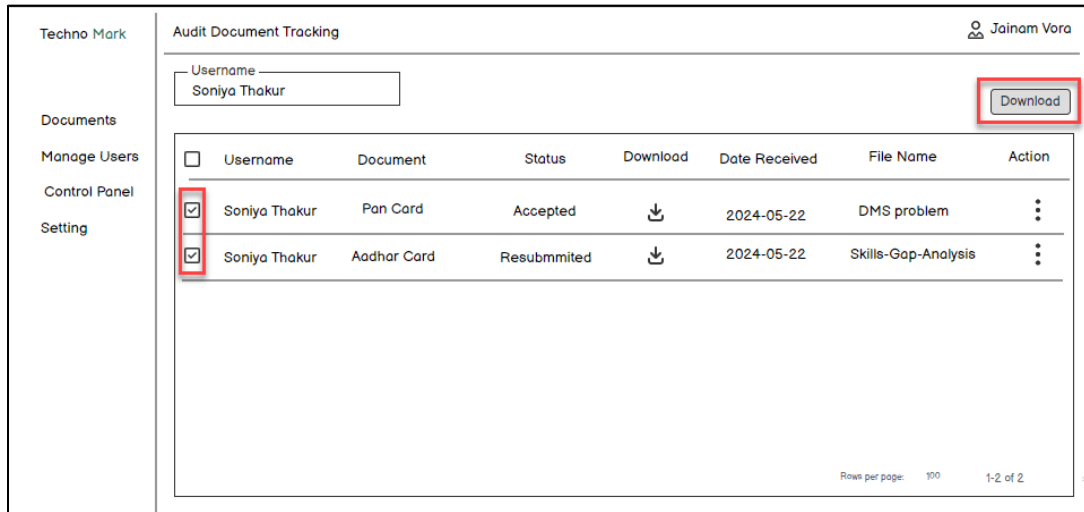 Techno Mark
Audit Document Tracking
Jainam Vora
Username
Soniya Thakur
Download
Documents
Manage Users
Control Panel
Setting
Username Document Status Download Date Received File Name Action
Soniya Thakur Pan Card Accepted 2024-05-22 DMS problem
Soniya Thakur Aadhar Card Resubmmited 2024-05-22 Skills-Gap-Analysis
Rows per page: 100 1-2 of 2